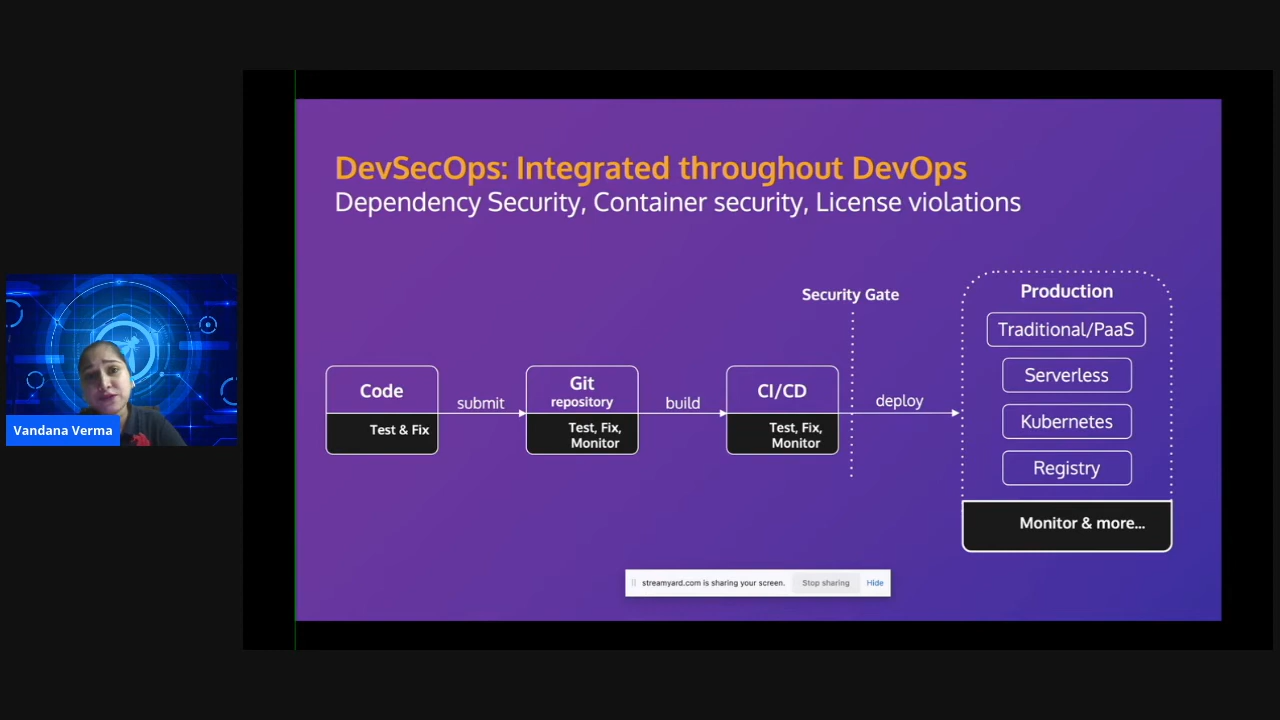 DevSecOps: Integrated throughout DevOps
Dependency Security, Container security, License violations
Security Gate
Production
Traditional/PaaS
Serverless
Kubernetes
Registry
Monitor & more...
Code
Test & Fix
submit
Git
repository
Test, Fix,
Monitor
build
CI/CD
Test, Fix,
Monitor
deploy
Vandana Verma
streamyard.com is sharing your screen. Stop sharing Hide